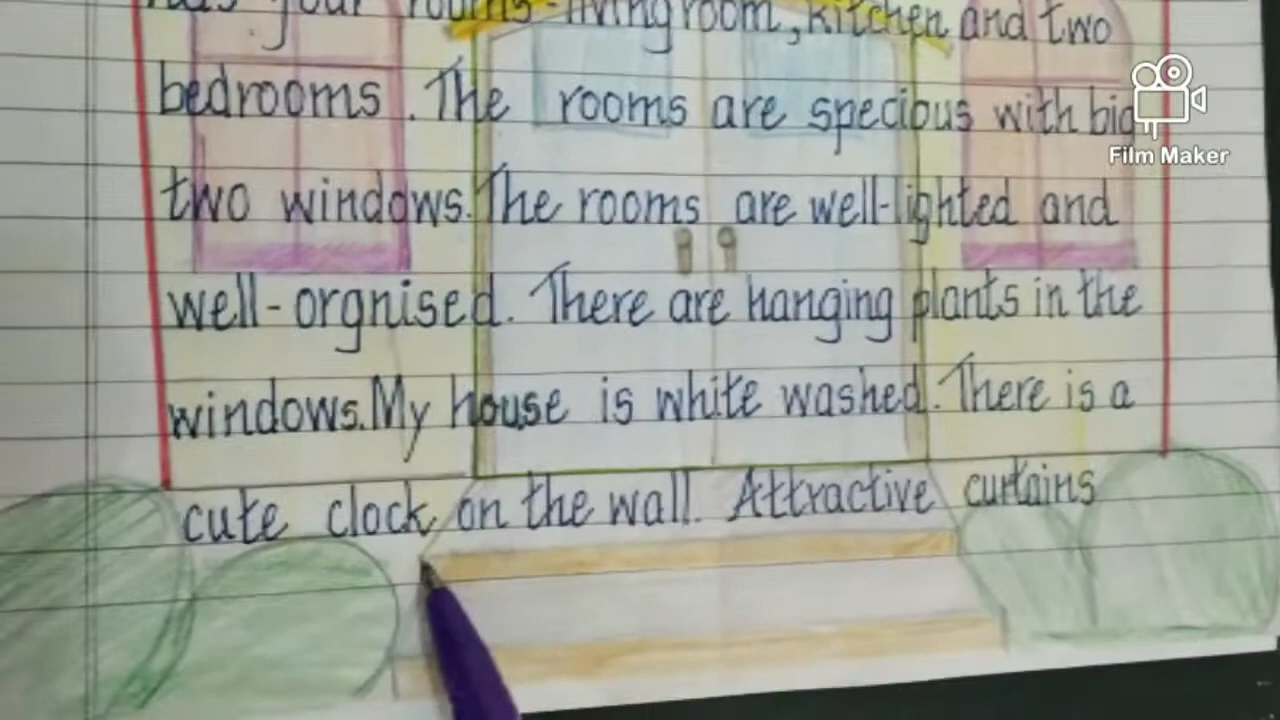 has four rooms-living room, kitchen and two
bedrooms. The rooms are specious with big
two windows. The rooms are well-lighted and
well-orgnised. There are hanging plants in the
windows. My house is white washed. There is a
cute clock on the wall. Attractive curtains
Film Maker